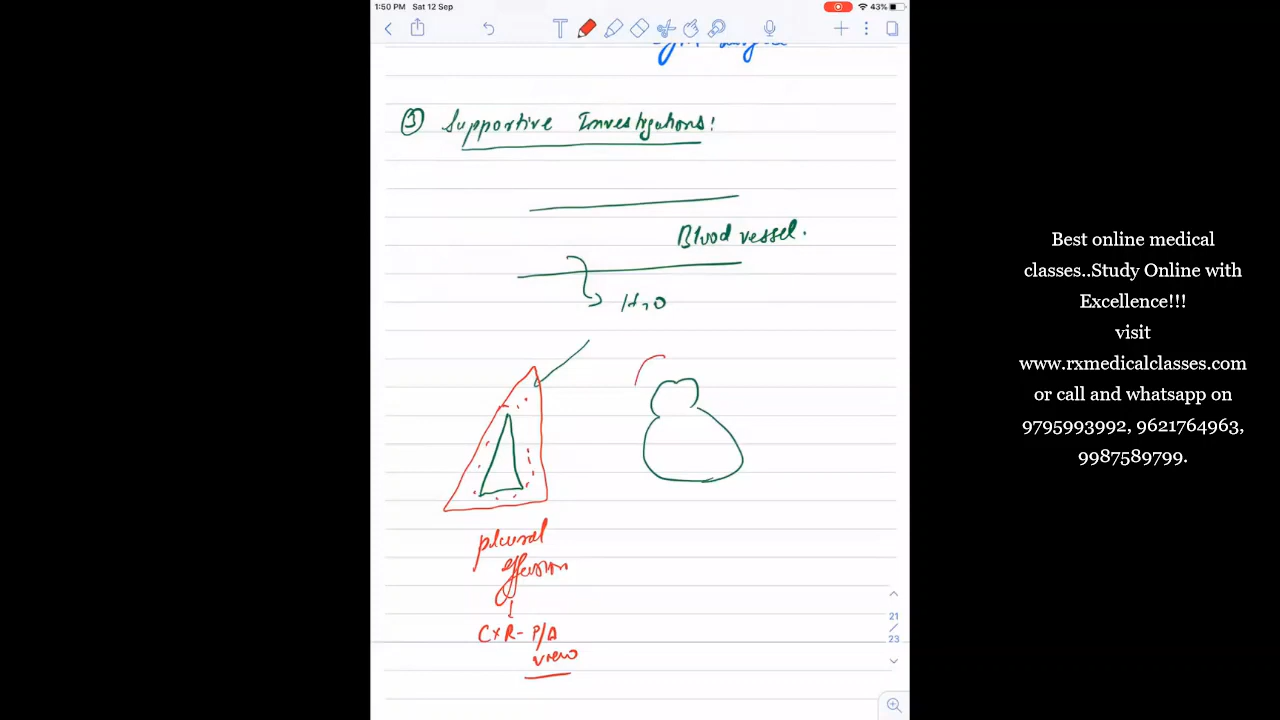 1:50 PM Sat 12 Sep
43%
T
③ Supportive Investigations:
Blood vessel.
H2O
pleural
effusion
CxR- P/A
view
21
/
23
Best online medical
classes..Study Online with
Excellence!!!
visit
www.rxmedicalclasses.com
or call and whatsapp on
9795993992, 9621764963,
9987589799.